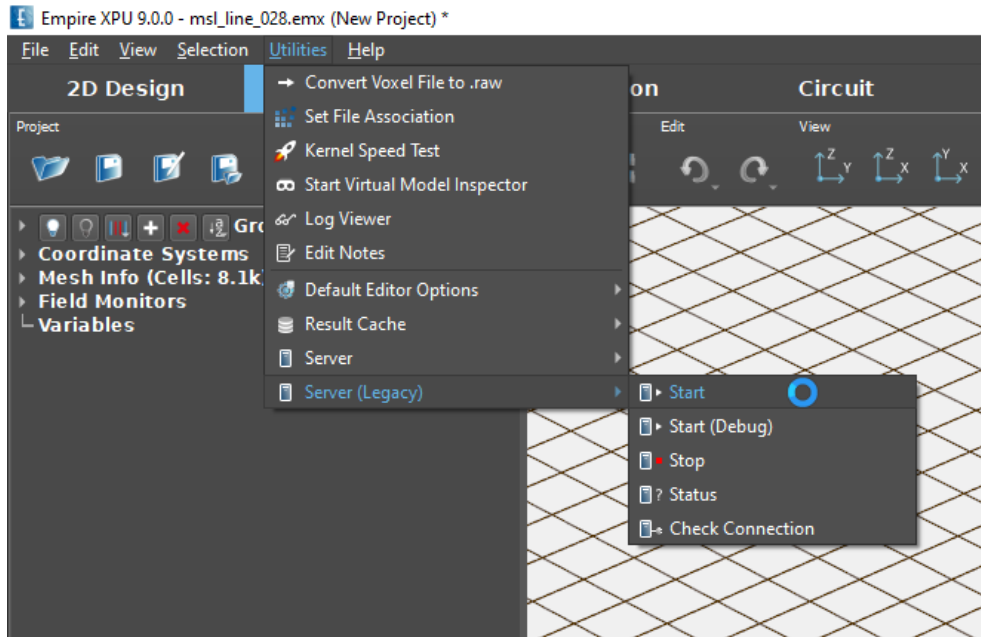 Empire XPU 9.0.0 - msl_line_028.emx (New Project) *
File Edit View Selection Utilities Help
2D Design
on
Circuit
Project
Edit
View
Z Y
Z X
Y X
Convert Voxel File to .raw
Set File Association
Kernel Speed Test
Start Virtual Model Inspector
Log Viewer
Edit Notes
Default Editor Options
Result Cache
Server
Server (Legacy)
Gro
Coordinate Systems
Mesh Info (Cells: 8.1k
Field Monitors
Variables
Start
Start (Debug)
Stop
? Status
Check Connection